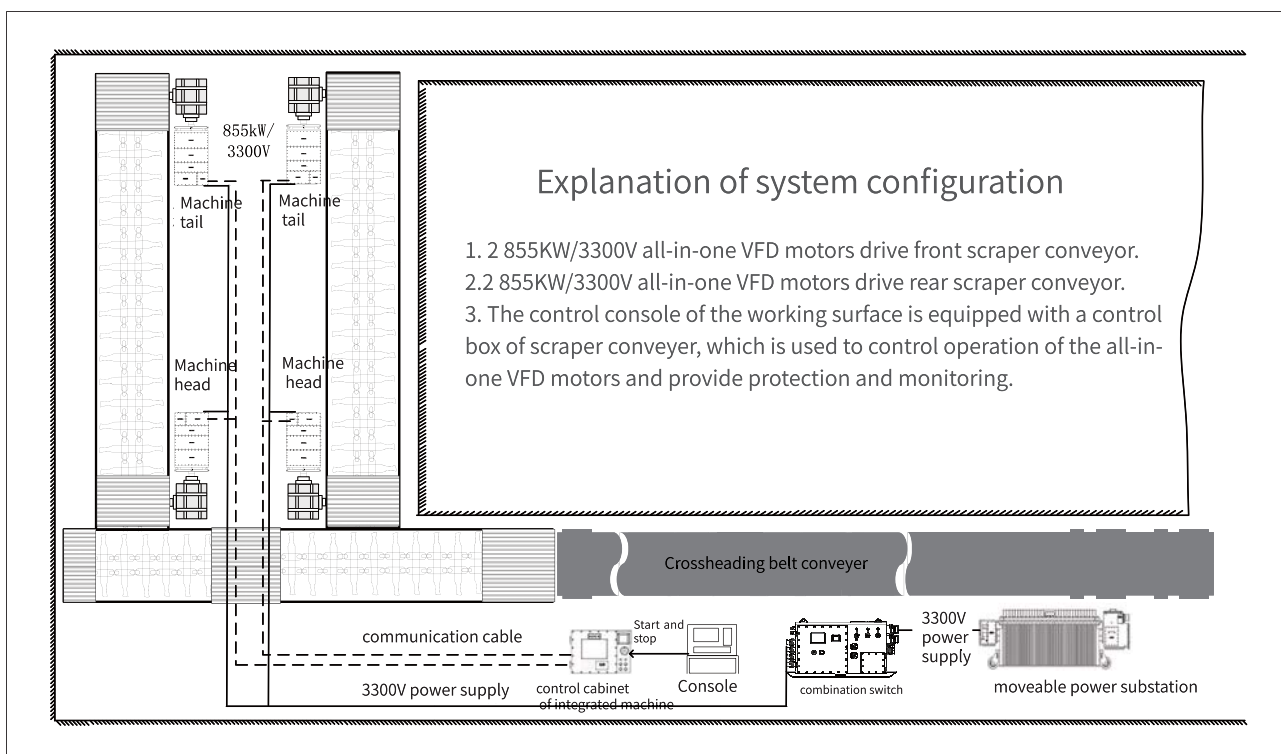 855kW/
3300V
Machine
tail
Machine
tail
Explanation of system configuration
1. 2 855KW/3300V all-in-one VFD motors drive front scraper conveyor.
2.2 855KW/3300V all-in-one VFD motors drive rear scraper conveyor.
3. The control console of the working surface is equipped with a control
box of scraper conveyer, which is used to control operation of the all-in-
one VFD motors and provide protection and monitoring.
Machine
head
Machine
head
Crossheading belt conveyer
communication cable
Start and
stop
3300V
power
supply
3300V power supply
control cabinet
of integrated machine
Console
combination switch
moveable power substation